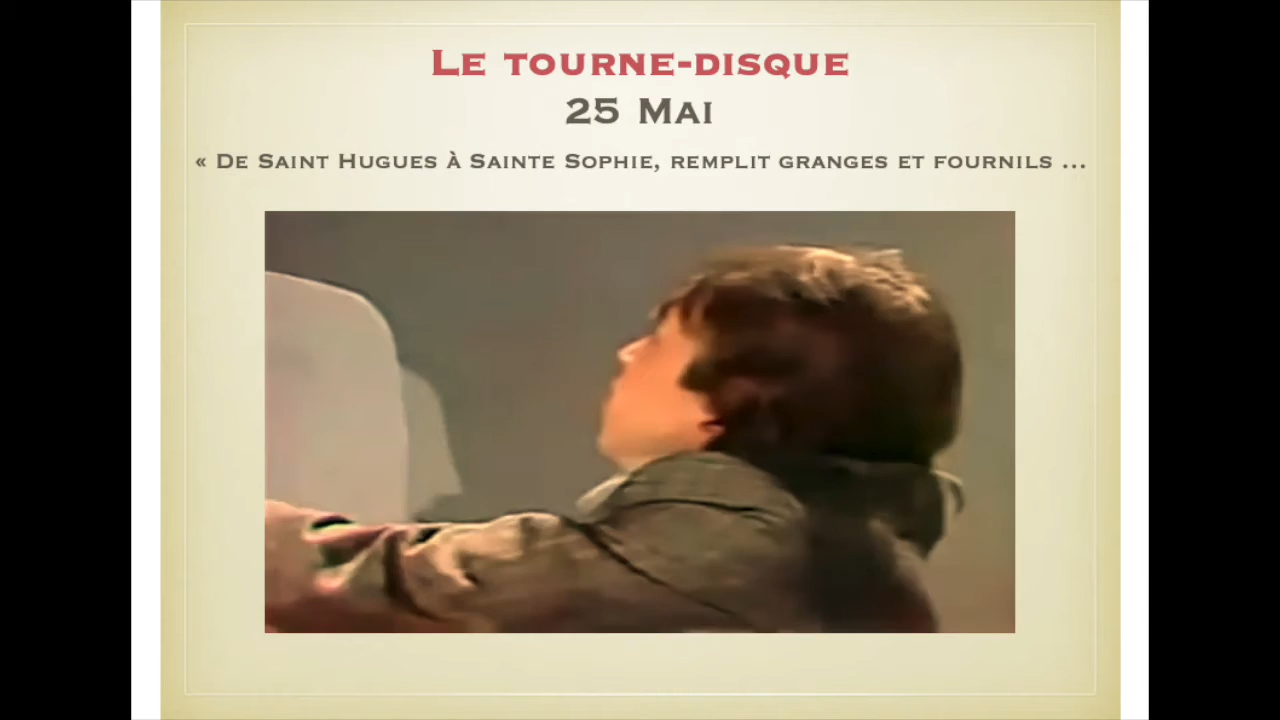 Le tourne-disque
25 Mai
« De Saint Hugues à Sainte Sophie, remplit granges et fournils ...